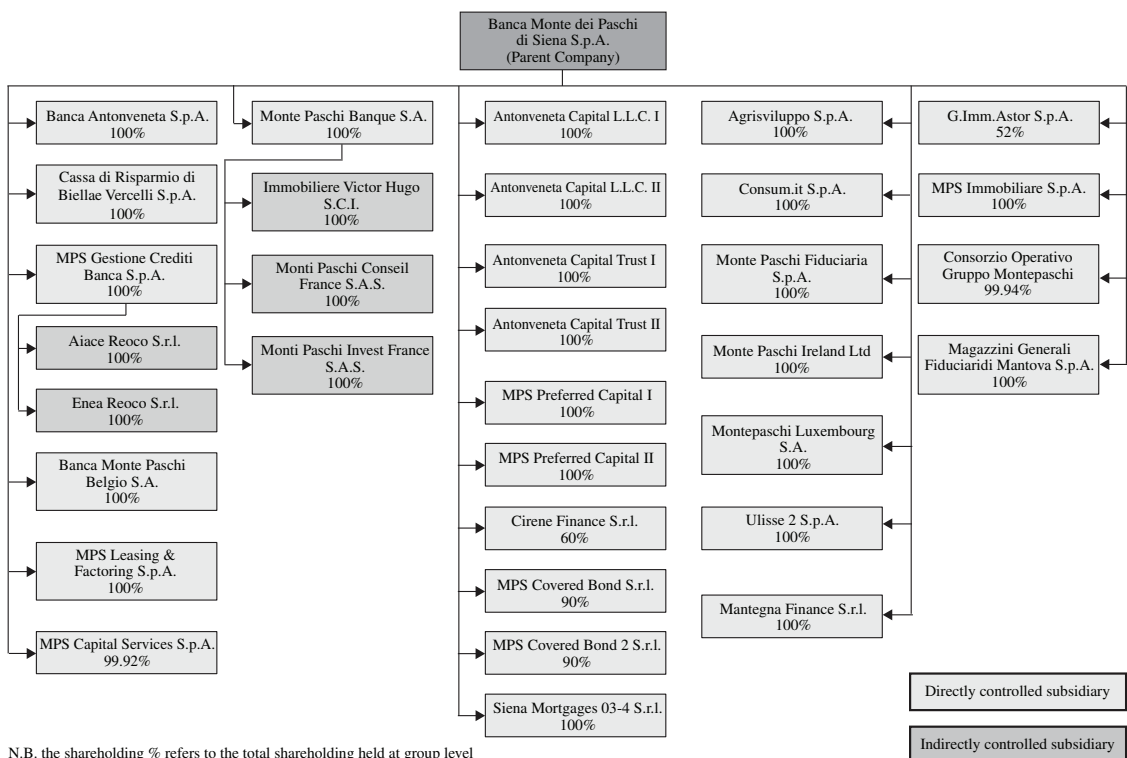 Banca Monte dei Paschi
di Siena S.p.A.
(Parent Company)
Banca Antonveneta S.p.A.
100%
Cassa di Risparmio di
Biellae Vercelli S.p.A.
100%
MPS Gestione Crediti
Banca S.p.A.
100%
Aiace Reoco S.r.l.
100%
Enea Reoco S.r.l.
100%
Banca Monte Paschi
Belgio S.A.
100%
MPS Leasing &
Factoring S.p.A.
100%
MPS Capital Services S.p.A.
99.92%
Monte Paschi Banque S.A.
100%
Immobiliere Victor Hugo
S.C.I.
100%
Monti Paschi Conseil
France S.A.S.
100%
Monti Paschi Invest France
S.A.S.
100%
Antonveneta Capital L.L.C. I
100%
Antonveneta Capital L.L.C. II
100%
Antonveneta Capital Trust I
100%
Antonveneta Capital Trust II
100%
MPS Preferred Capital I
100%
MPS Preferred Capital II
100%
Cirene Finance S.r.l.
60%
MPS Covered Bond S.r.l.
90%
MPS Covered Bond 2 S.r.l.
90%
Siena Mortgages 03-4 S.r.l.
100%
Agrisviluppo S.p.A.
100%
Consum.it S.p.A.
100%
Monte Paschi Fiduciaria
S.p.A.
100%
Monte Paschi Ireland Ltd
100%
Montepaschi Luxembourg
S.A.
100%
Ulisse 2 S.p.A.
100%
Mantegna Finance S.r.l.
100%
G.Imm.Astor S.p.A.
52%
MPS Immobiliare S.p.A.
100%
Consorzio Operativo
Gruppo Montepaschi
99.94%
Magazzini Generali
Fiduciaridi Mantova S.p.A.
100%
Directly controlled subsidiary
Indirectly controlled subsidiary
N.B. the shareholding % refers to the total shareholding held at group level